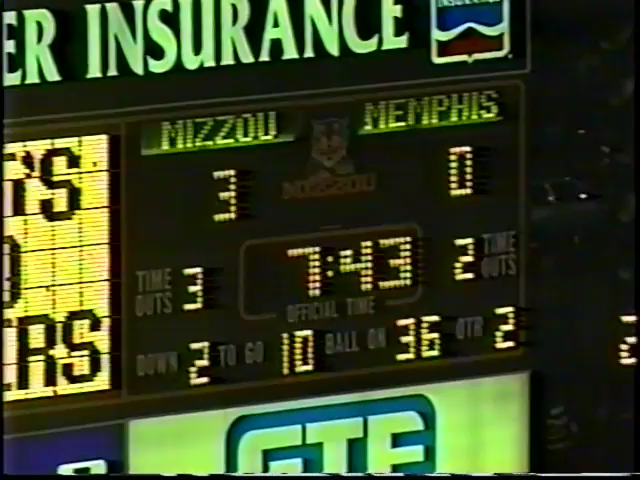 ER INSURANCE
INSURANCE
MIZZOU MEMPHIS
3 MIZZOU 0
7:43
TIME OUTS 3 OFFICIAL TIME 2 TIME OUTS
DOWN 2 TO GO 10 BALL ON 36 QTR 2
GTE